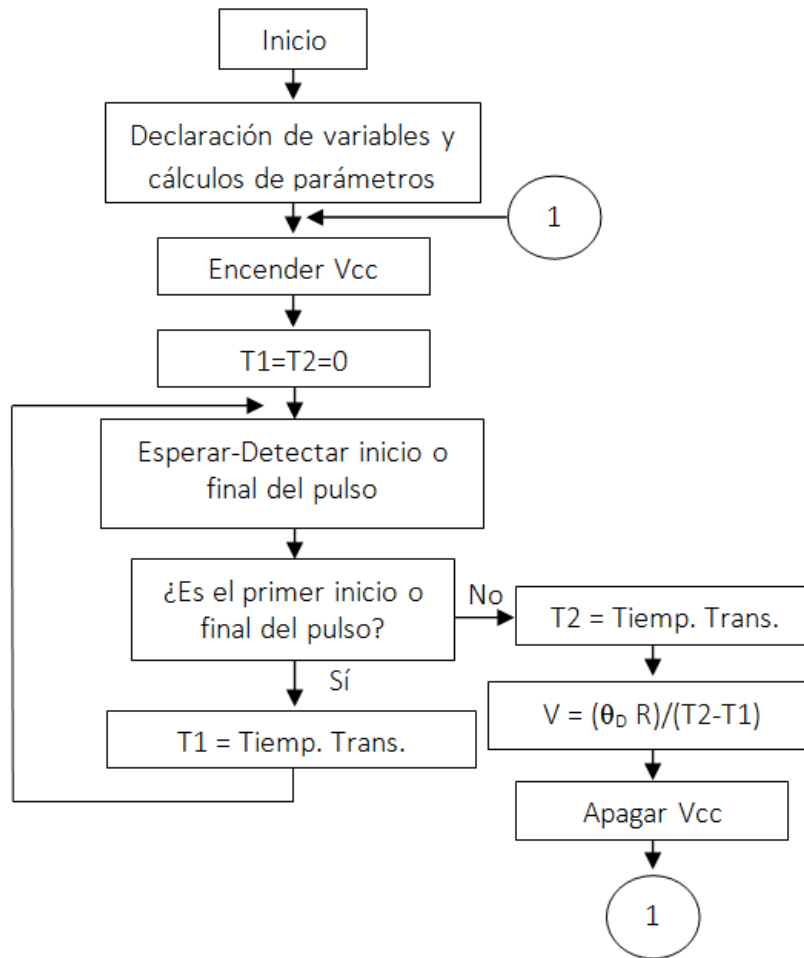 Inicio
Declaración de variables y
cálculos de parámetros
1
Encender Vcc
T1=T2=0
Esperar-Detectar inicio o
final del pulso
¿Es el primer inicio o
final del pulso?
No
T2 = Tiemp. Trans.
Sí
V = (θ_D R)/(T2-T1)
T1 = Tiemp. Trans.
Apagar Vcc
1